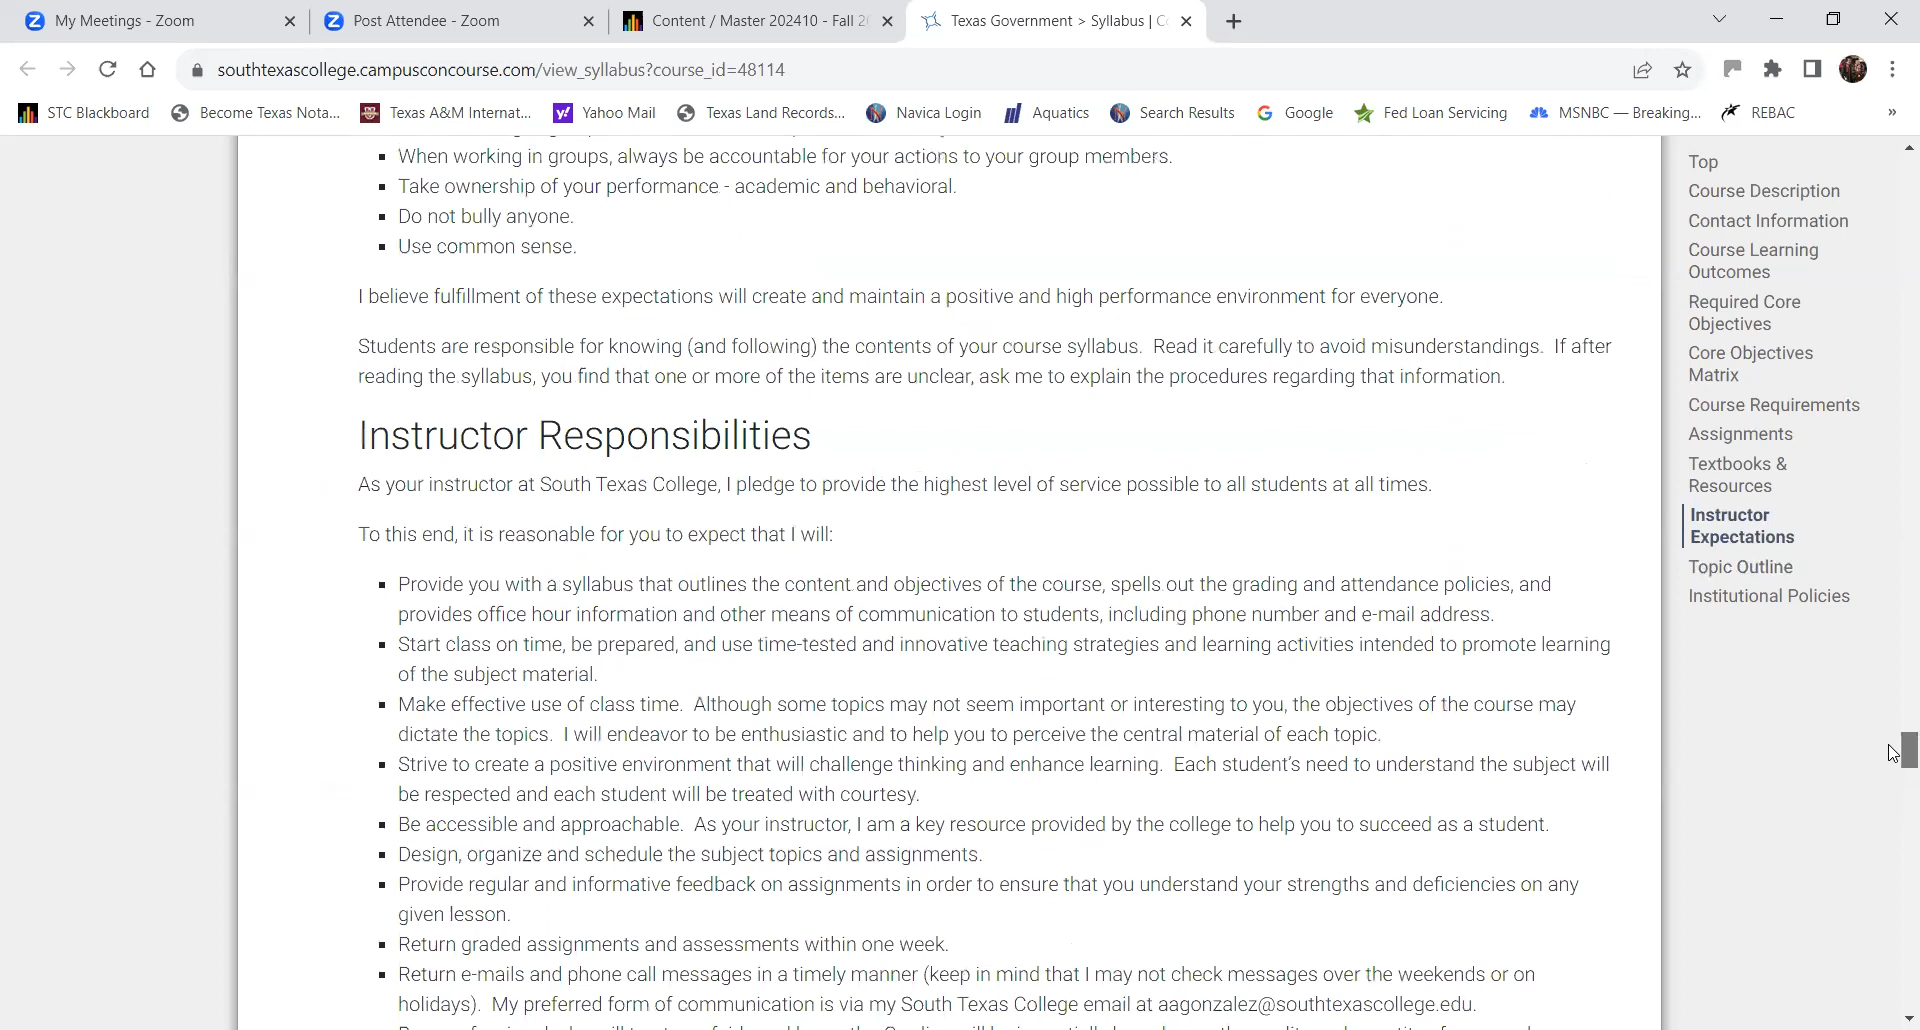 My Meetings - Zoom
Post Attendee - Zoom
Content / Master 202410 - Fall 2
Texas Government > Syllabus | C
southtexascollege.campusconcourse.com/view_syllabus?course_id=48114
STC Blackboard
Become Texas Nota...
Texas A&M Internat...
Yahoo Mail
Texas Land Records...
Navica Login
Aquatics
Search Results
Google
Fed Loan Servicing
MSNBC — Breaking...
REBAC
»
▪ When working in groups, always be accountable for your actions to your group members.
▪ Take ownership of your performance - academic and behavioral.
▪ Do not bully anyone.
▪ Use common sense.
I believe fulfillment of these expectations will create and maintain a positive and high performance environment for everyone.
Students are responsible for knowing (and following) the contents of your course syllabus. Read it carefully to avoid misunderstandings. If after
reading the syllabus, you find that one or more of the items are unclear, ask me to explain the procedures regarding that information.
Instructor Responsibilities
As your instructor at South Texas College, I pledge to provide the highest level of service possible to all students at all times.
To this end, it is reasonable for you to expect that I will:
▪ Provide you with a syllabus that outlines the content and objectives of the course, spells out the grading and attendance policies, and
provides office hour information and other means of communication to students, including phone number and e-mail address.
▪ Start class on time, be prepared, and use time-tested and innovative teaching strategies and learning activities intended to promote learning
of the subject material.
▪ Make effective use of class time. Although some topics may not seem important or interesting to you, the objectives of the course may
dictate the topics. I will endeavor to be enthusiastic and to help you to perceive the central material of each topic.
▪ Strive to create a positive environment that will challenge thinking and enhance learning. Each student's need to understand the subject will
be respected and each student will be treated with courtesy.
▪ Be accessible and approachable. As your instructor, I am a key resource provided by the college to help you to succeed as a student.
▪ Design, organize and schedule the subject topics and assignments.
▪ Provide regular and informative feedback on assignments in order to ensure that you understand your strengths and deficiencies on any
given lesson.
▪ Return graded assignments and assessments within one week.
▪ Return e-mails and phone call messages in a timely manner (keep in mind that I may not check messages over the weekends or on
holidays). My preferred form of communication is via my South Texas College email at aagonzalez@southtexascollege.edu.
Top
Course Description
Contact Information
Course Learning
Outcomes
Required Core
Objectives
Core Objectives
Matrix
Course Requirements
Assignments
Textbooks &
Resources
Instructor
Expectations
Topic Outline
Institutional Policies